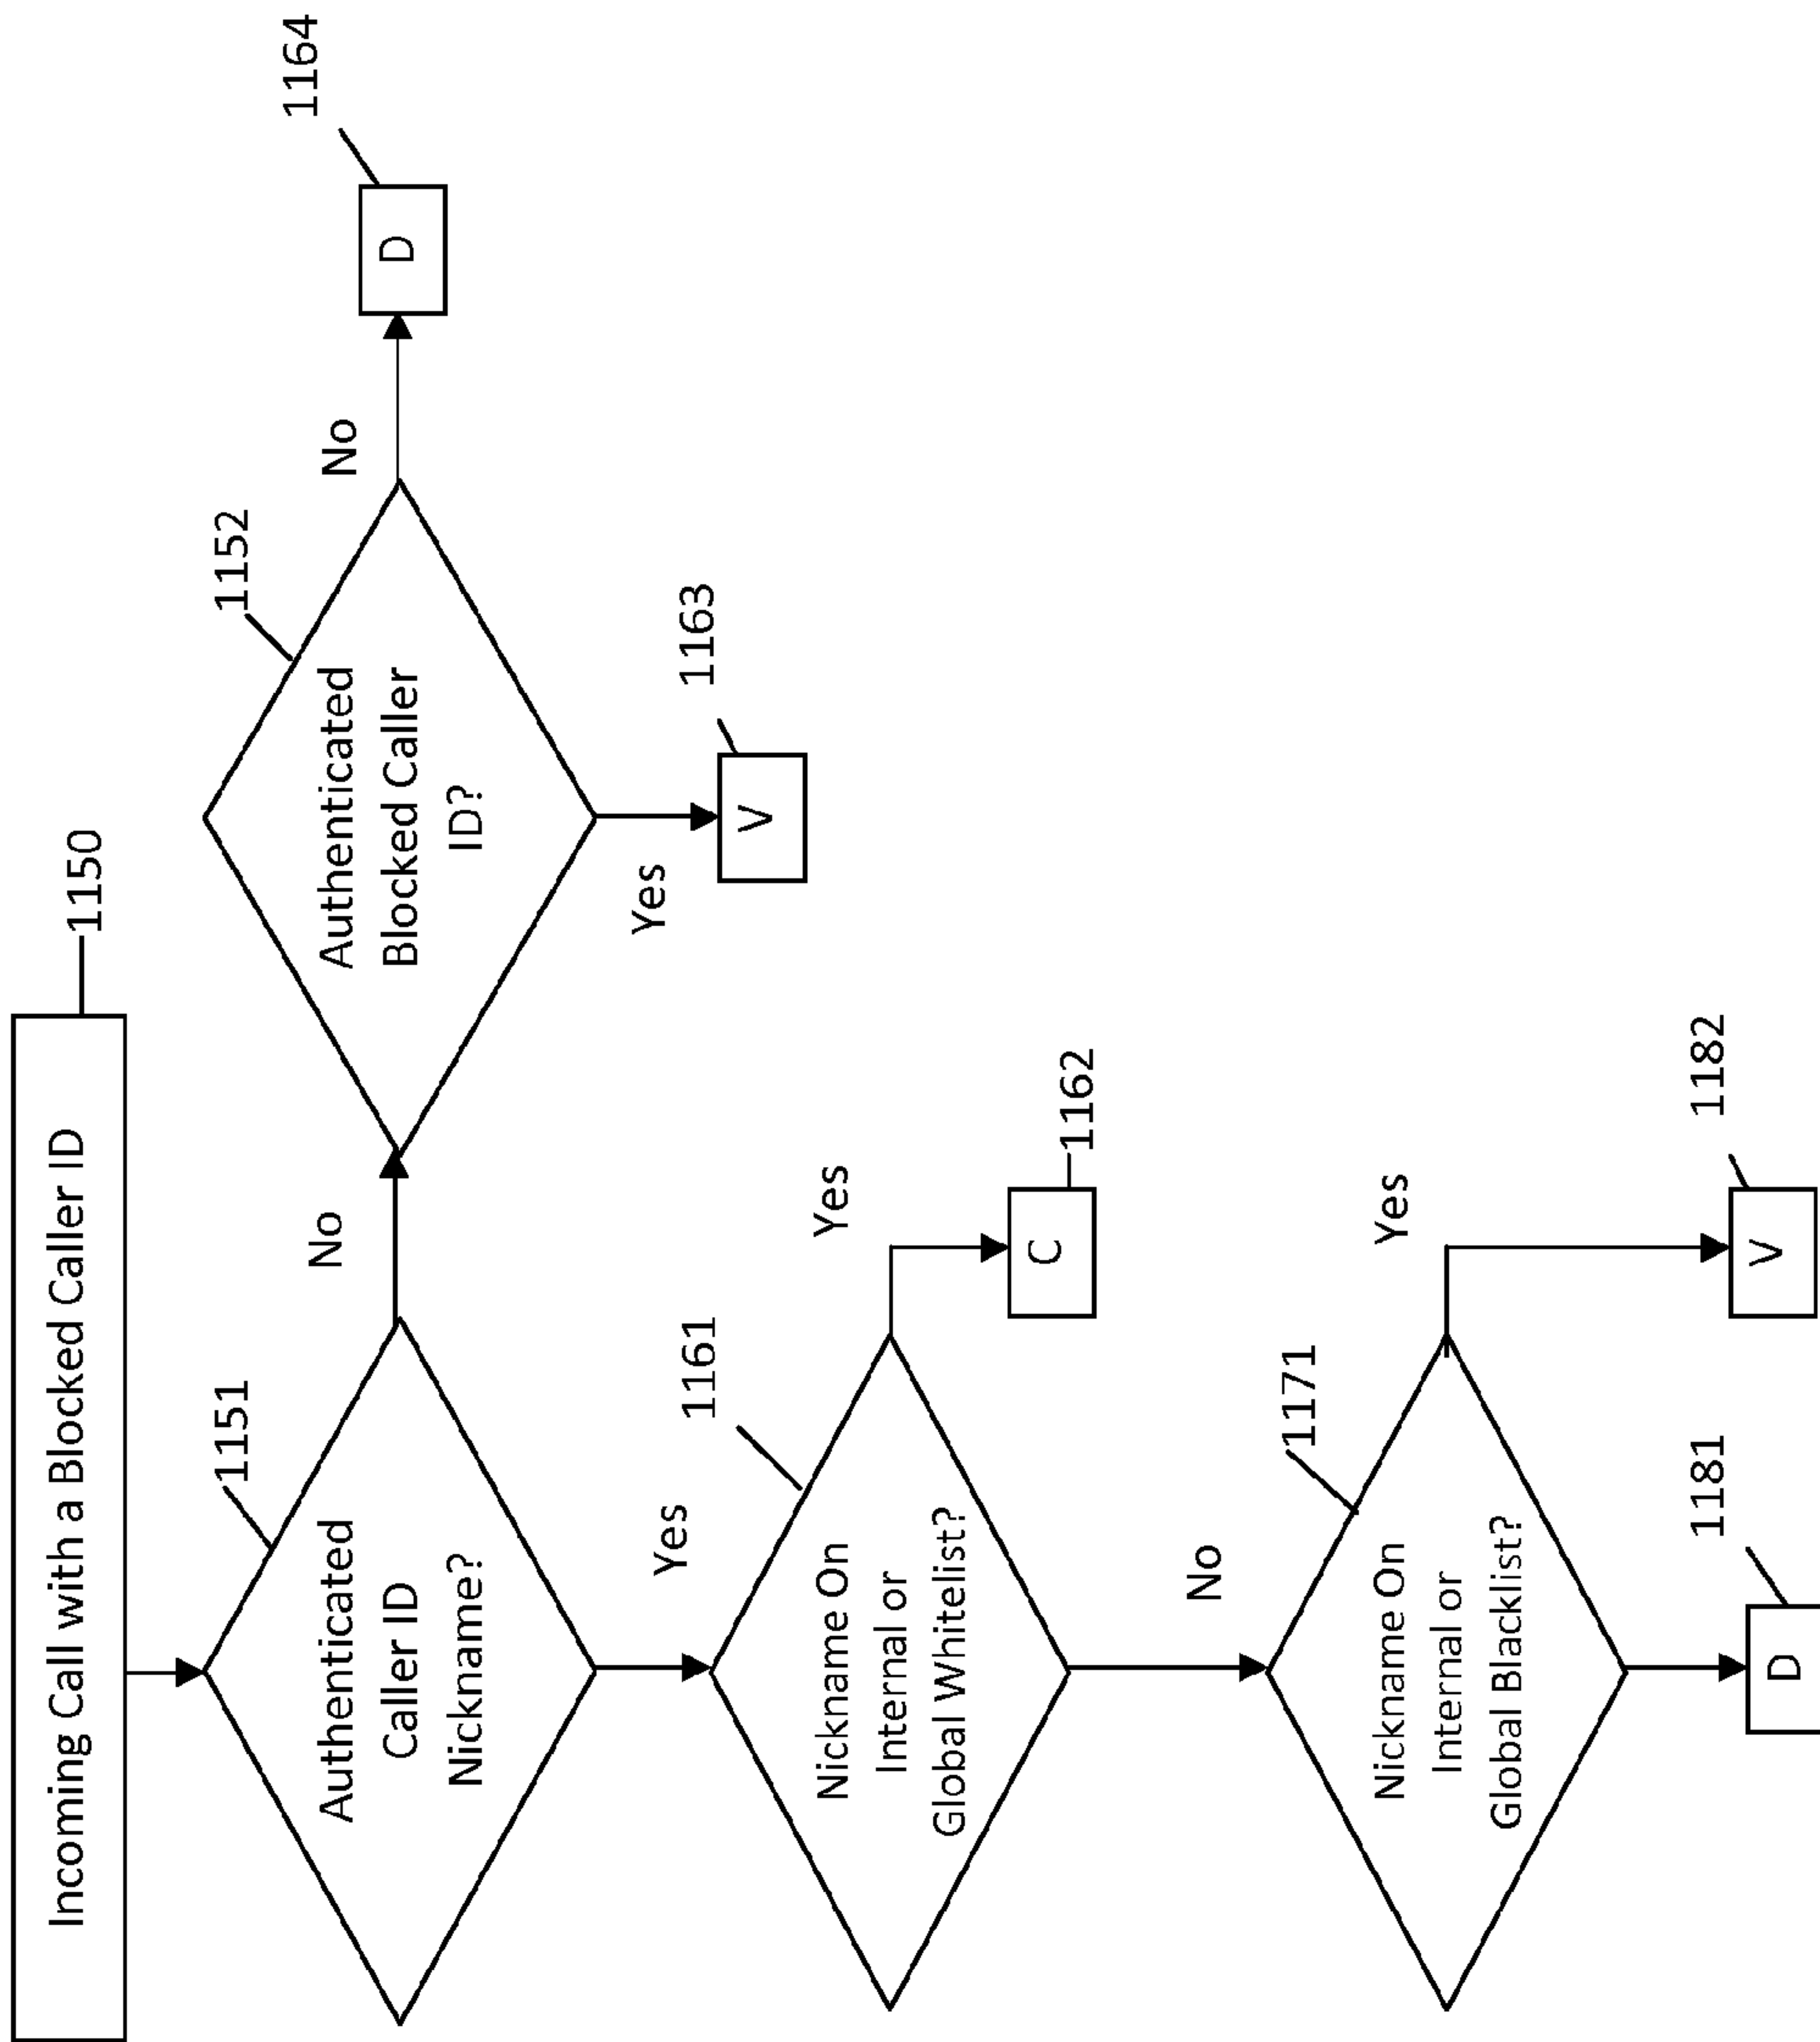 Incoming Call with a Blocked Caller ID
1150
1151
Authenticated
Caller ID
Nickname?
No
1152
Authenticated
Blocked Caller
ID?
No
1164
D
Yes
1163
V
Yes
1161
Nickname On
Internal or
Global Whitelist?
Yes
1162
C
No
1171
Nickname On
Internal or
Global Blacklist?
Yes
1182
V
1181
D